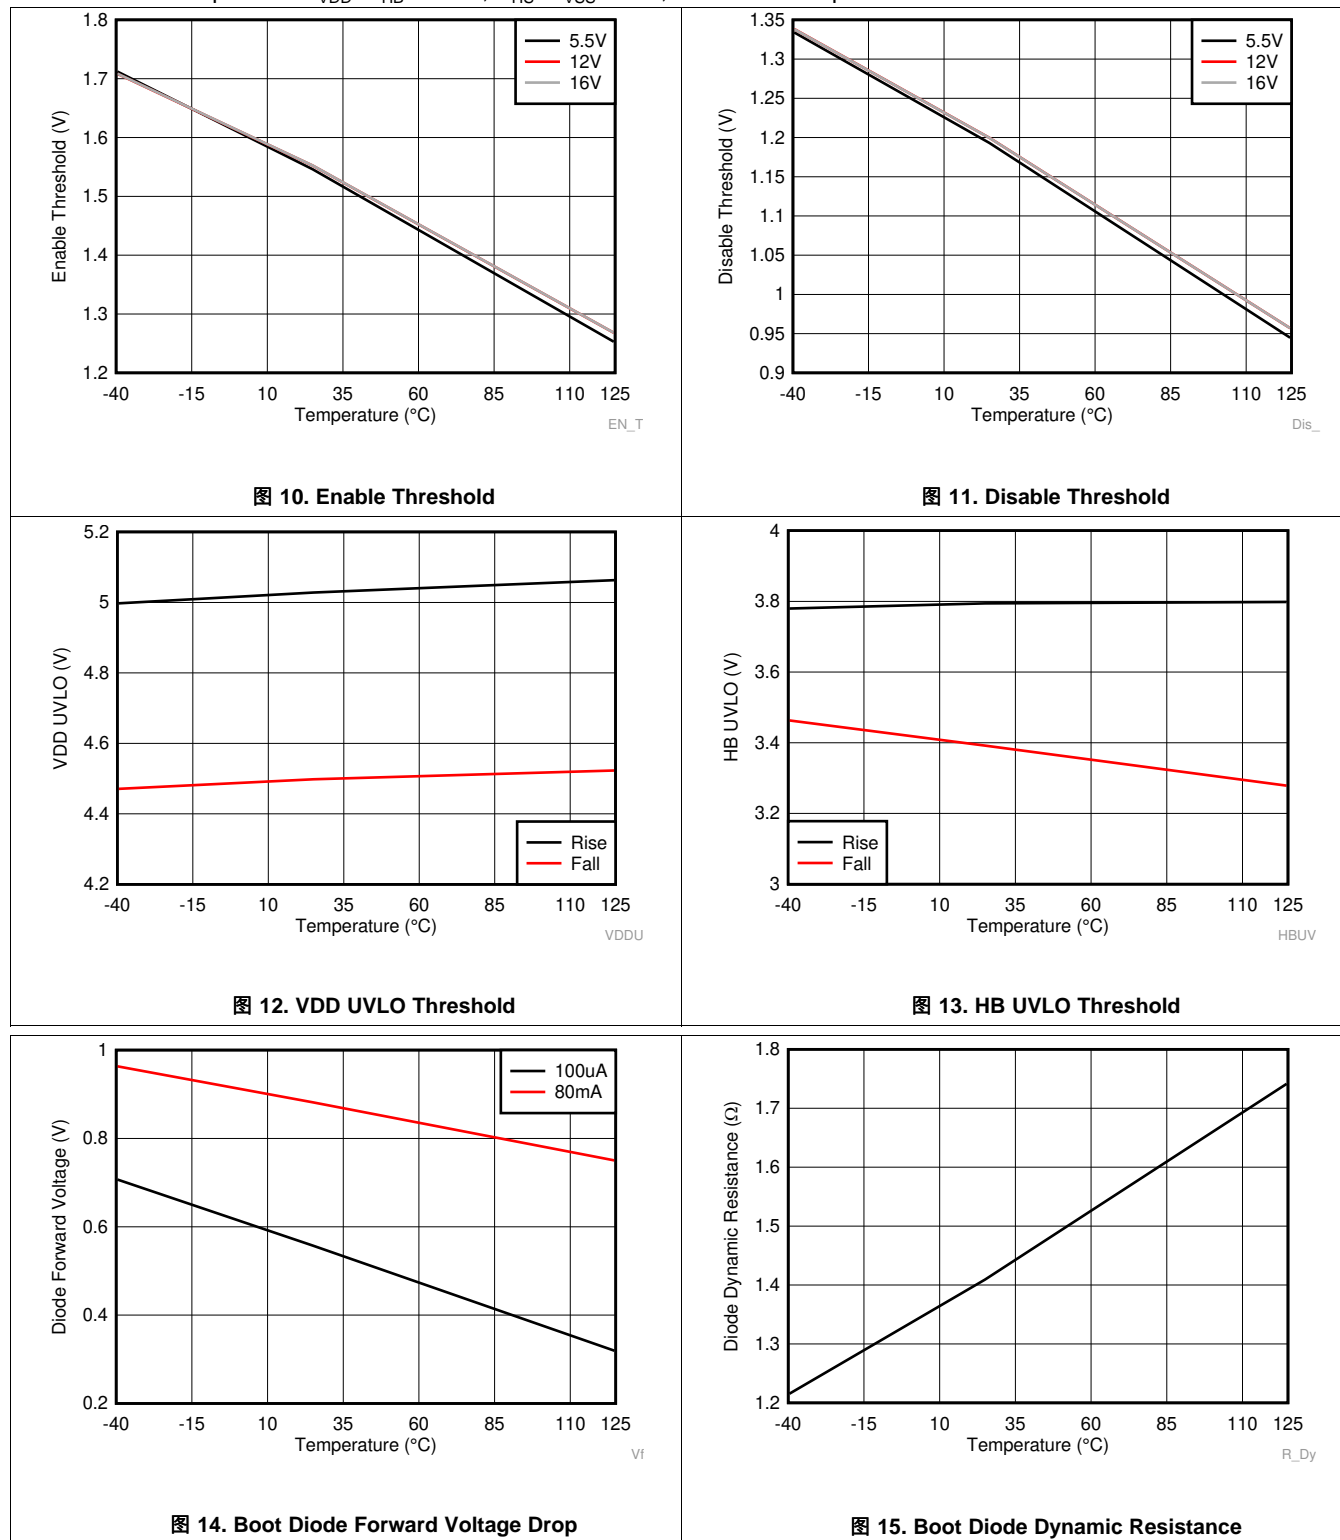 1.8
1.7
1.6
1.5
1.4
1.3
1.2
Enable Threshold (V)
5.5V
12V
16V
-40 -15 10 35 60 85 110 125
Temperature (°C)
EN_T
图 10. Enable Threshold
1.35
1.3
1.25
1.2
1.15
1.1
1.05
1
0.95
0.9
Disable Threshold (V)
5.5V
12V
16V
-40 -15 10 35 60 85 110 125
Temperature (°C)
Dis_
图 11. Disable Threshold
5.2
5
4.8
4.6
4.4
4.2
VDD UVLO (V)
Rise
Fall
-40 -15 10 35 60 85 110 125
Temperature (°C)
VDDU
图 12. VDD UVLO Threshold
4
3.8
3.6
3.4
3.2
3
HB UVLO (V)
Rise
Fall
-40 -15 10 35 60 85 110 125
Temperature (°C)
HBUV
图 13. HB UVLO Threshold
1
0.8
0.6
0.4
0.2
Diode Forward Voltage (V)
100uA
80mA
-40 -15 10 35 60 85 110 125
Temperature (°C)
Vf
图 14. Boot Diode Forward Voltage Drop
1.8
1.7
1.6
1.5
1.4
1.3
1.2
Diode Dynamic Resistance (Ω)
-40 -15 10 35 60 85 110 125
Temperature (°C)
R_Dy
图 15. Boot Diode Dynamic Resistance